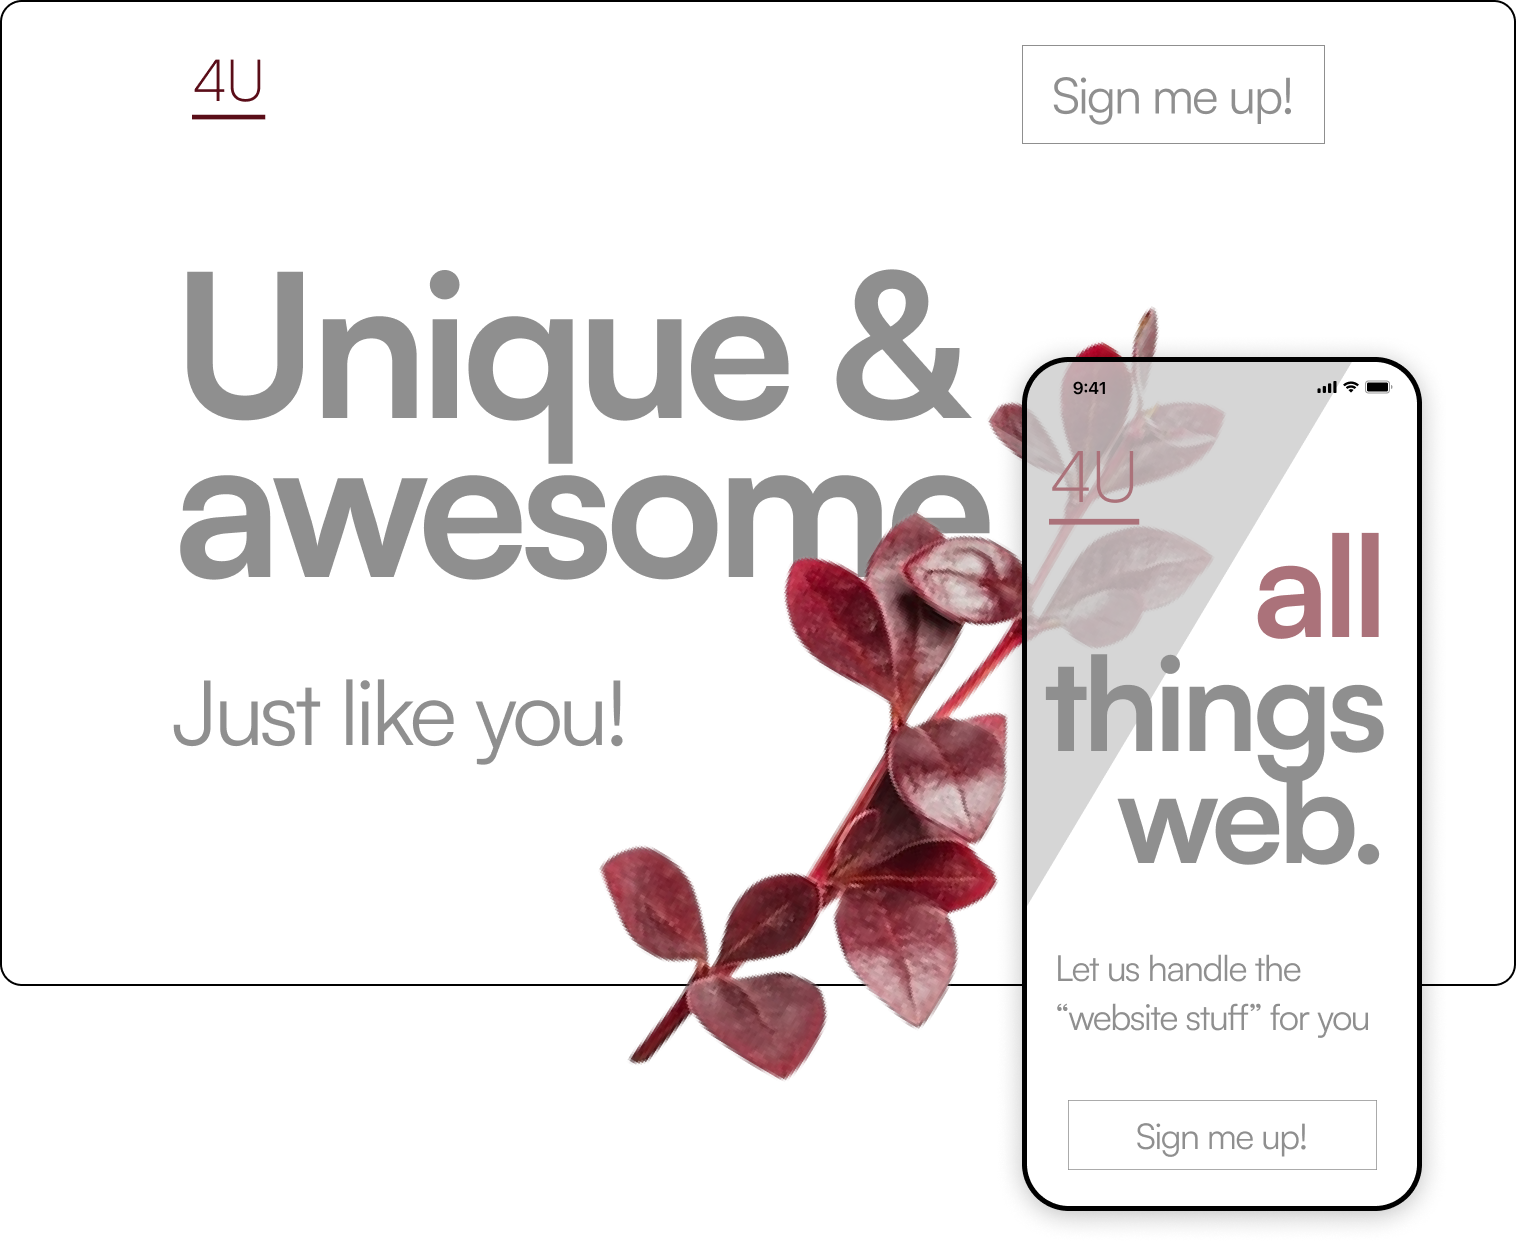 4U
Sign me up!
Unique &
awesome
Just like you!
9:41
4U
all
things
web.
Let us handle the
“website stuff” for you
Sign me up!